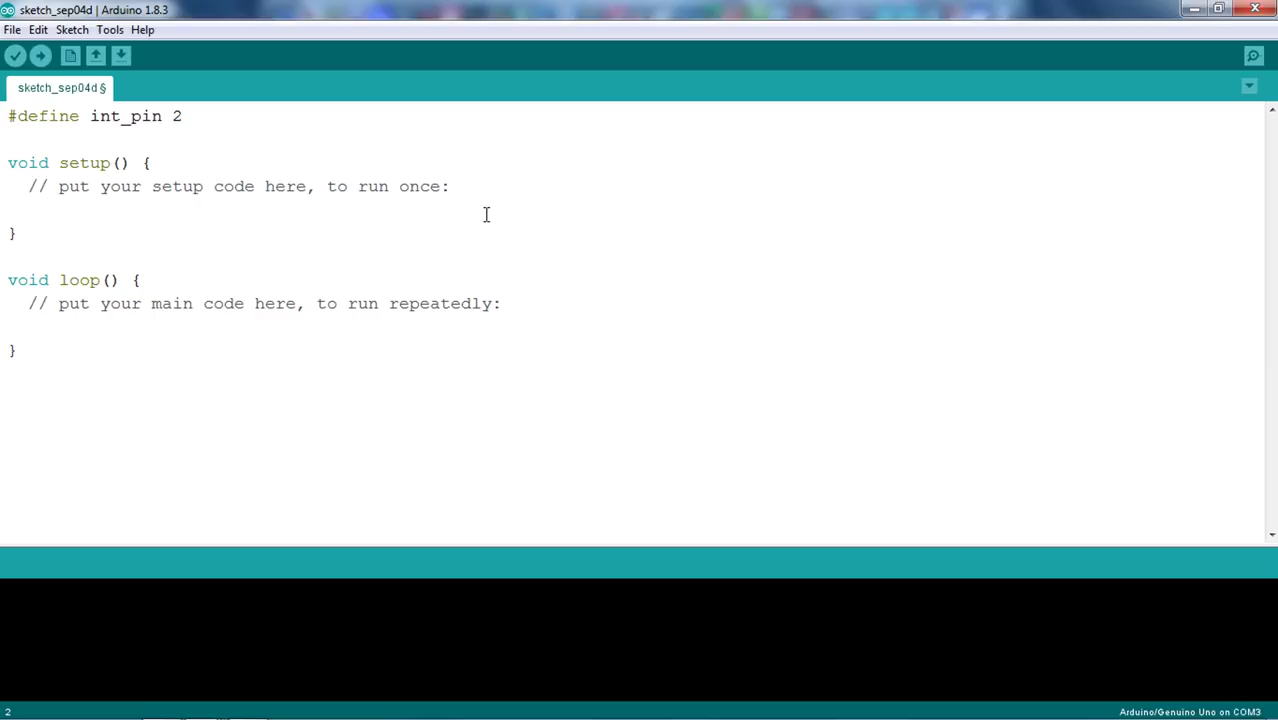 sketch_sep04d | Arduino 1.8.3
File Edit Sketch Tools Help
sketch_sep04d §
#define int_pin 2
void setup() {
// put your setup code here, to run once:
}
void loop() {
// put your main code here, to run repeatedly:
}
2
Arduino/Genuino Uno on COM3